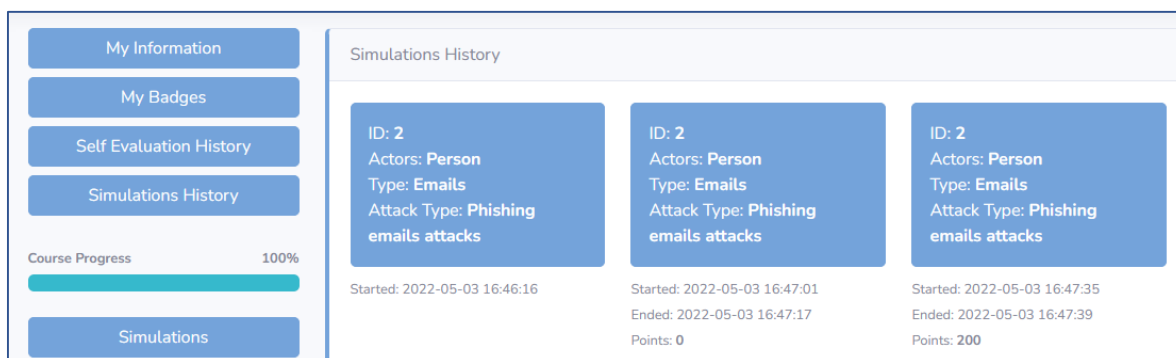 My Information
My Badges
Self Evaluation History
Simulations History
Course Progress 100%
Simulations
Simulations History
ID: 2
Actors: Person
Type: Emails
Attack Type: Phishing
emails attacks
Started: 2022-05-03 16:46:16
ID: 2
Actors: Person
Type: Emails
Attack Type: Phishing
emails attacks
Started: 2022-05-03 16:47:01
Ended: 2022-05-03 16:47:17
Points: 0
ID: 2
Actors: Person
Type: Emails
Attack Type: Phishing
emails attacks
Started: 2022-05-03 16:47:35
Ended: 2022-05-03 16:47:39
Points: 200